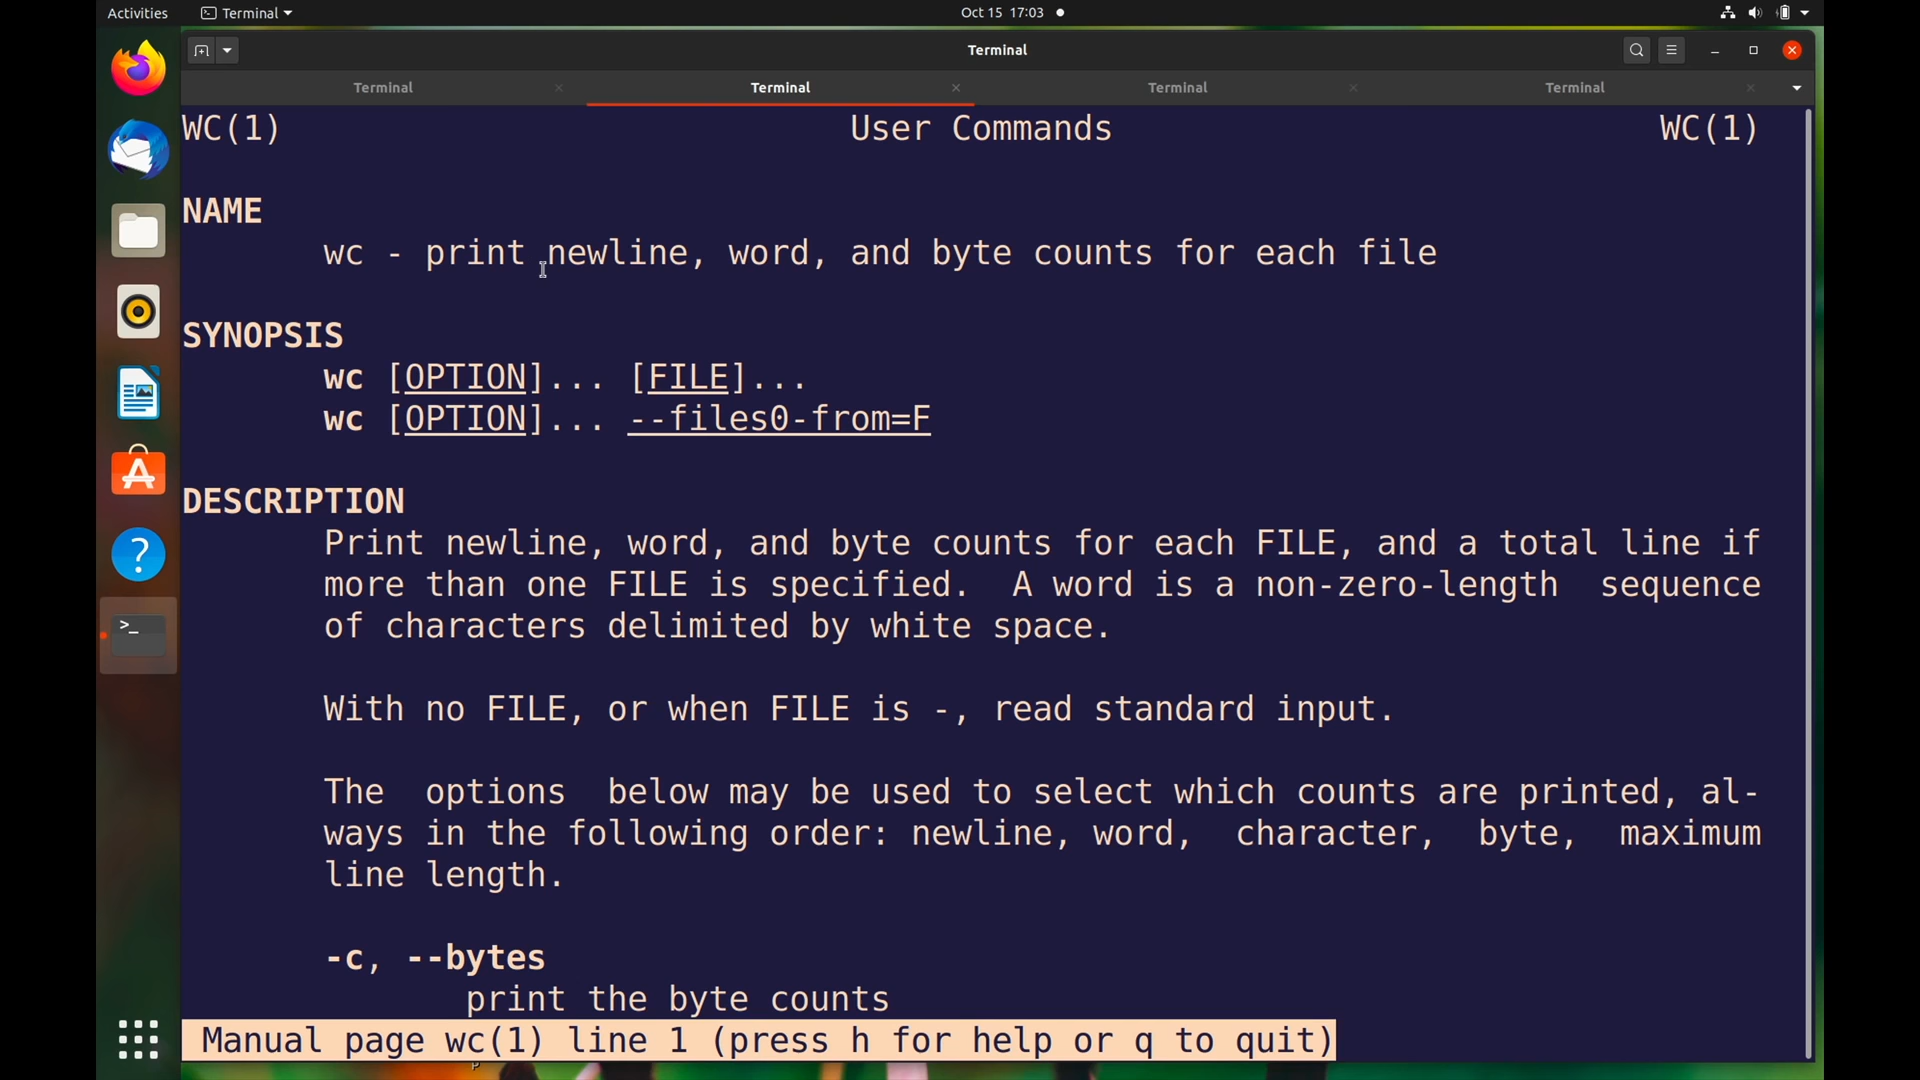 Activities Terminal Oct 15 17:03
Terminal
Terminal Terminal Terminal Terminal
WC(1) User Commands WC(1)
NAME
wc - print newline, word, and byte counts for each file
SYNOPSIS
wc [OPTION]... [FILE]...
wc [OPTION]... --files0-from=F
DESCRIPTION
Print newline, word, and byte counts for each FILE, and a total line if
more than one FILE is specified.  A word is a non-zero-length  sequence
of characters delimited by white space.
With no FILE, or when FILE is -, read standard input.
The  options  below may be used to select which counts are printed, al-
ways in the following order: newline, word,  character,  byte,  maximum
line length.
-c, --bytes
print the byte counts
Manual page wc(1) line 1 (press h for help or q to quit)